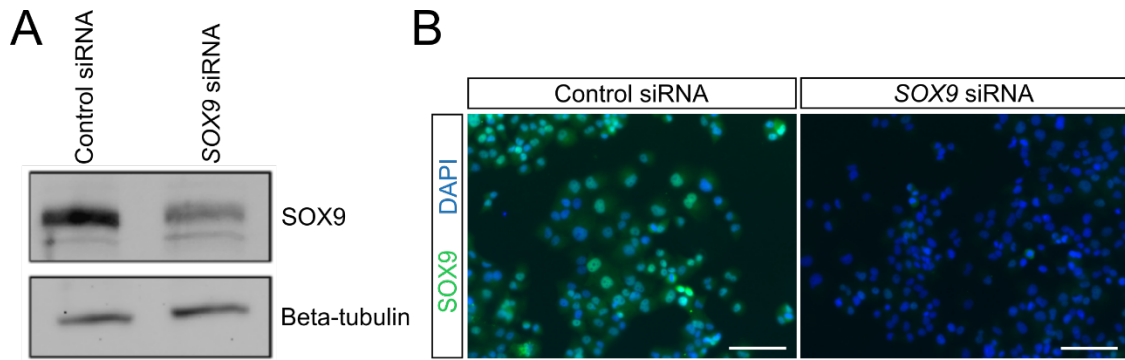 A
Control siRNA
SOX9 siRNA
SOX9
Beta-tubulin
B
Control siRNA
SOX9 siRNA
SOX9 DAPI